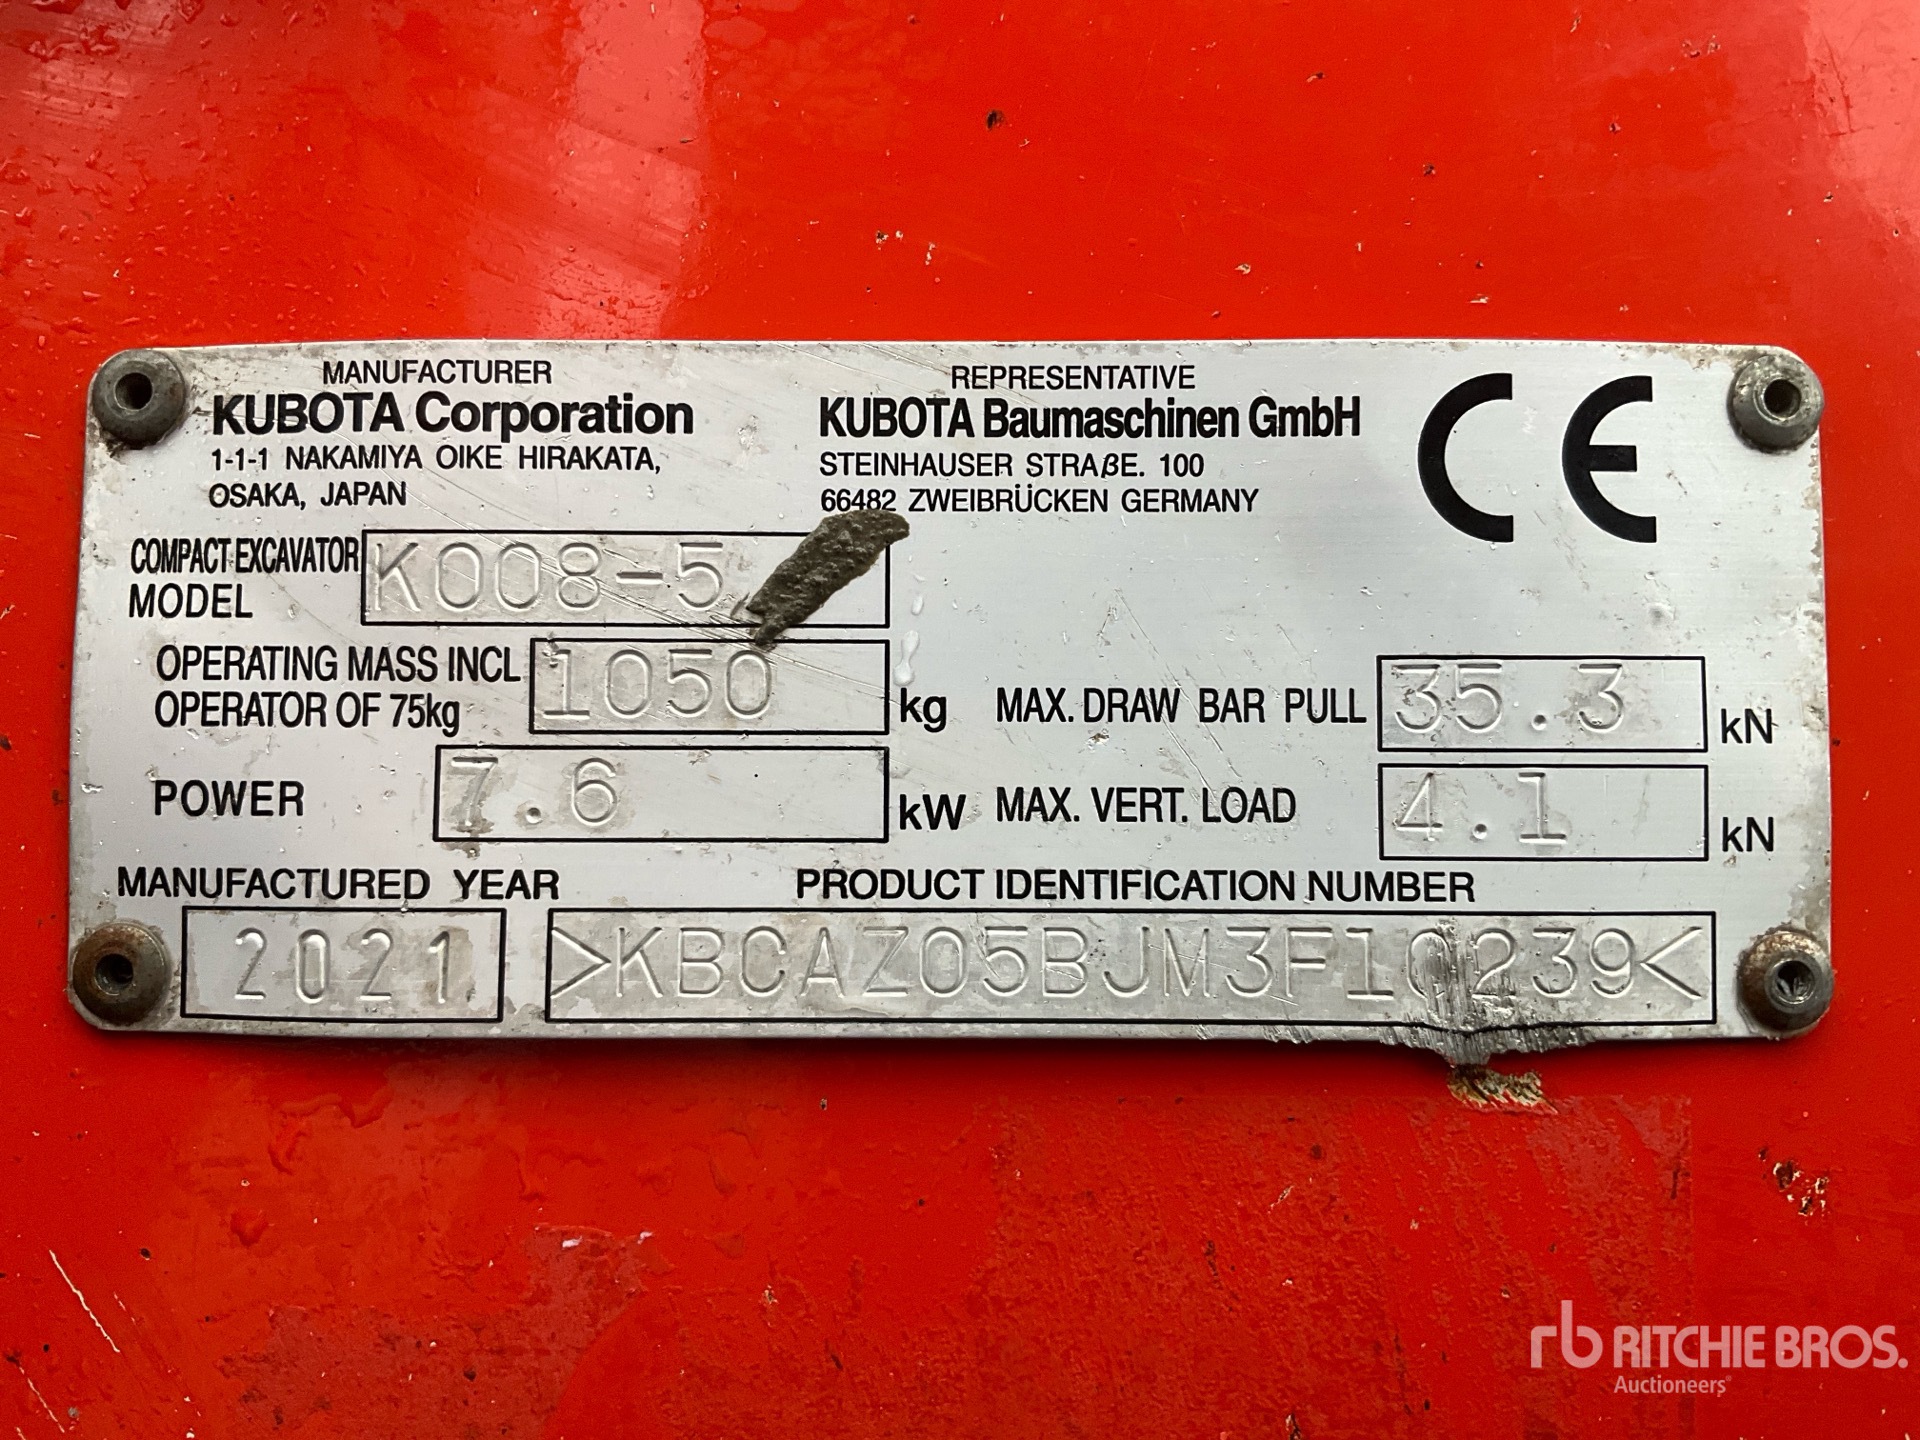 MANUFACTURER
KUBOTA Corporation
1-1-1 NAKAMIYA OIKE HIRAKATA,
OSAKA, JAPAN
REPRESENTATIVE
KUBOTA Baumaschinen GmbH
STEINHAUSER STRAßE. 100
66482 ZWEIBRÜCKEN GERMANY
CE
COMPACT EXCAVATOR
MODEL K008-5
OPERATING MASS INCL
OPERATOR OF 75kg 1050 kg
MAX. DRAW BAR PULL 35.3 kN
POWER 7.6 kW
MAX. VERT. LOAD 4.1 kN
MANUFACTURED YEAR
2021
PRODUCT IDENTIFICATION NUMBER
>KBCAZ05BJM3F10239<
rb RITCHIE BROS.
Auctioneers